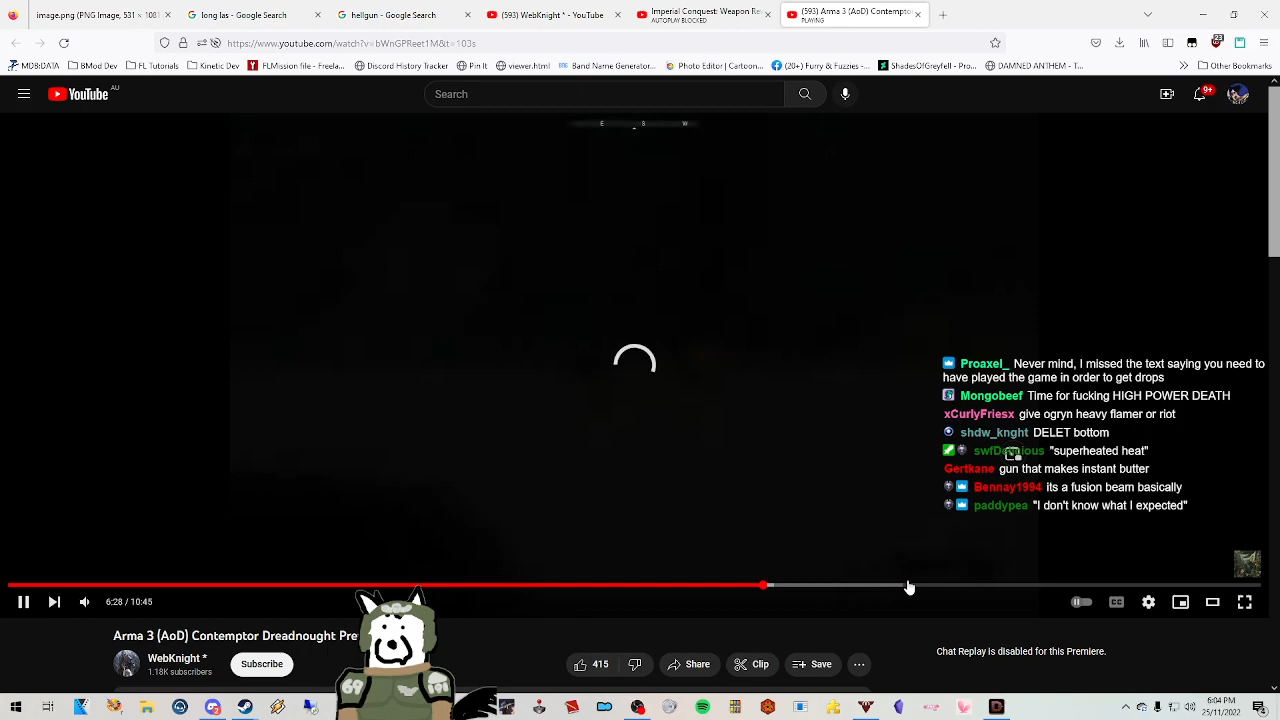 imagae.png (PNG Image, 531 ×
long las - Google Search
hellgun - Google Search
(593) WebKnight * - YouTube
Imperial Conquest: Weapon Re
AUTOPLAY BLOCKED
(593) Arma 3 (AoD) Contempto
PLAYING
https://www.youtube.com/watch?v=bWnGPReet1M&t=103s
23
MDB:DATA
BMod Dev
FL Tutorials
Kinetic Dev
FLMission file - Freela...
Discord History Tracker
Pin It
viewer.html
Band Name Generator...
Photo Editor | Cartoon...
(20+) Furry & Fuzzies -...
ShadesOfGreyFell - Pro...
DAMNED ANTHEM - T...
Other Bookmarks
YouTube AU
Search
9+
E S W
Proaxel_ Never mind, I missed the text saying you need to
have played the game in order to get drops
Mongobeef Time for fucking HIGH POWER DEATH
xCurlyFriesx give ogryn heavy flamer or riot
shdw_knght DELET bottom
"superheated heat"
Gertkane gun that makes instant butter
Bennay1994 its a fusion beam basically
paddypea "I don't know what I expected"
6:28 / 10:45
CC
Arma 3 (AoD) Contemptor Dreadnought Pre
WebKnight *
1.18K subscribers
Subscribe
415
Share
Clip
Save
Chat Replay is disabled for this Premiere.
69
6:04 PM
25/11/2022